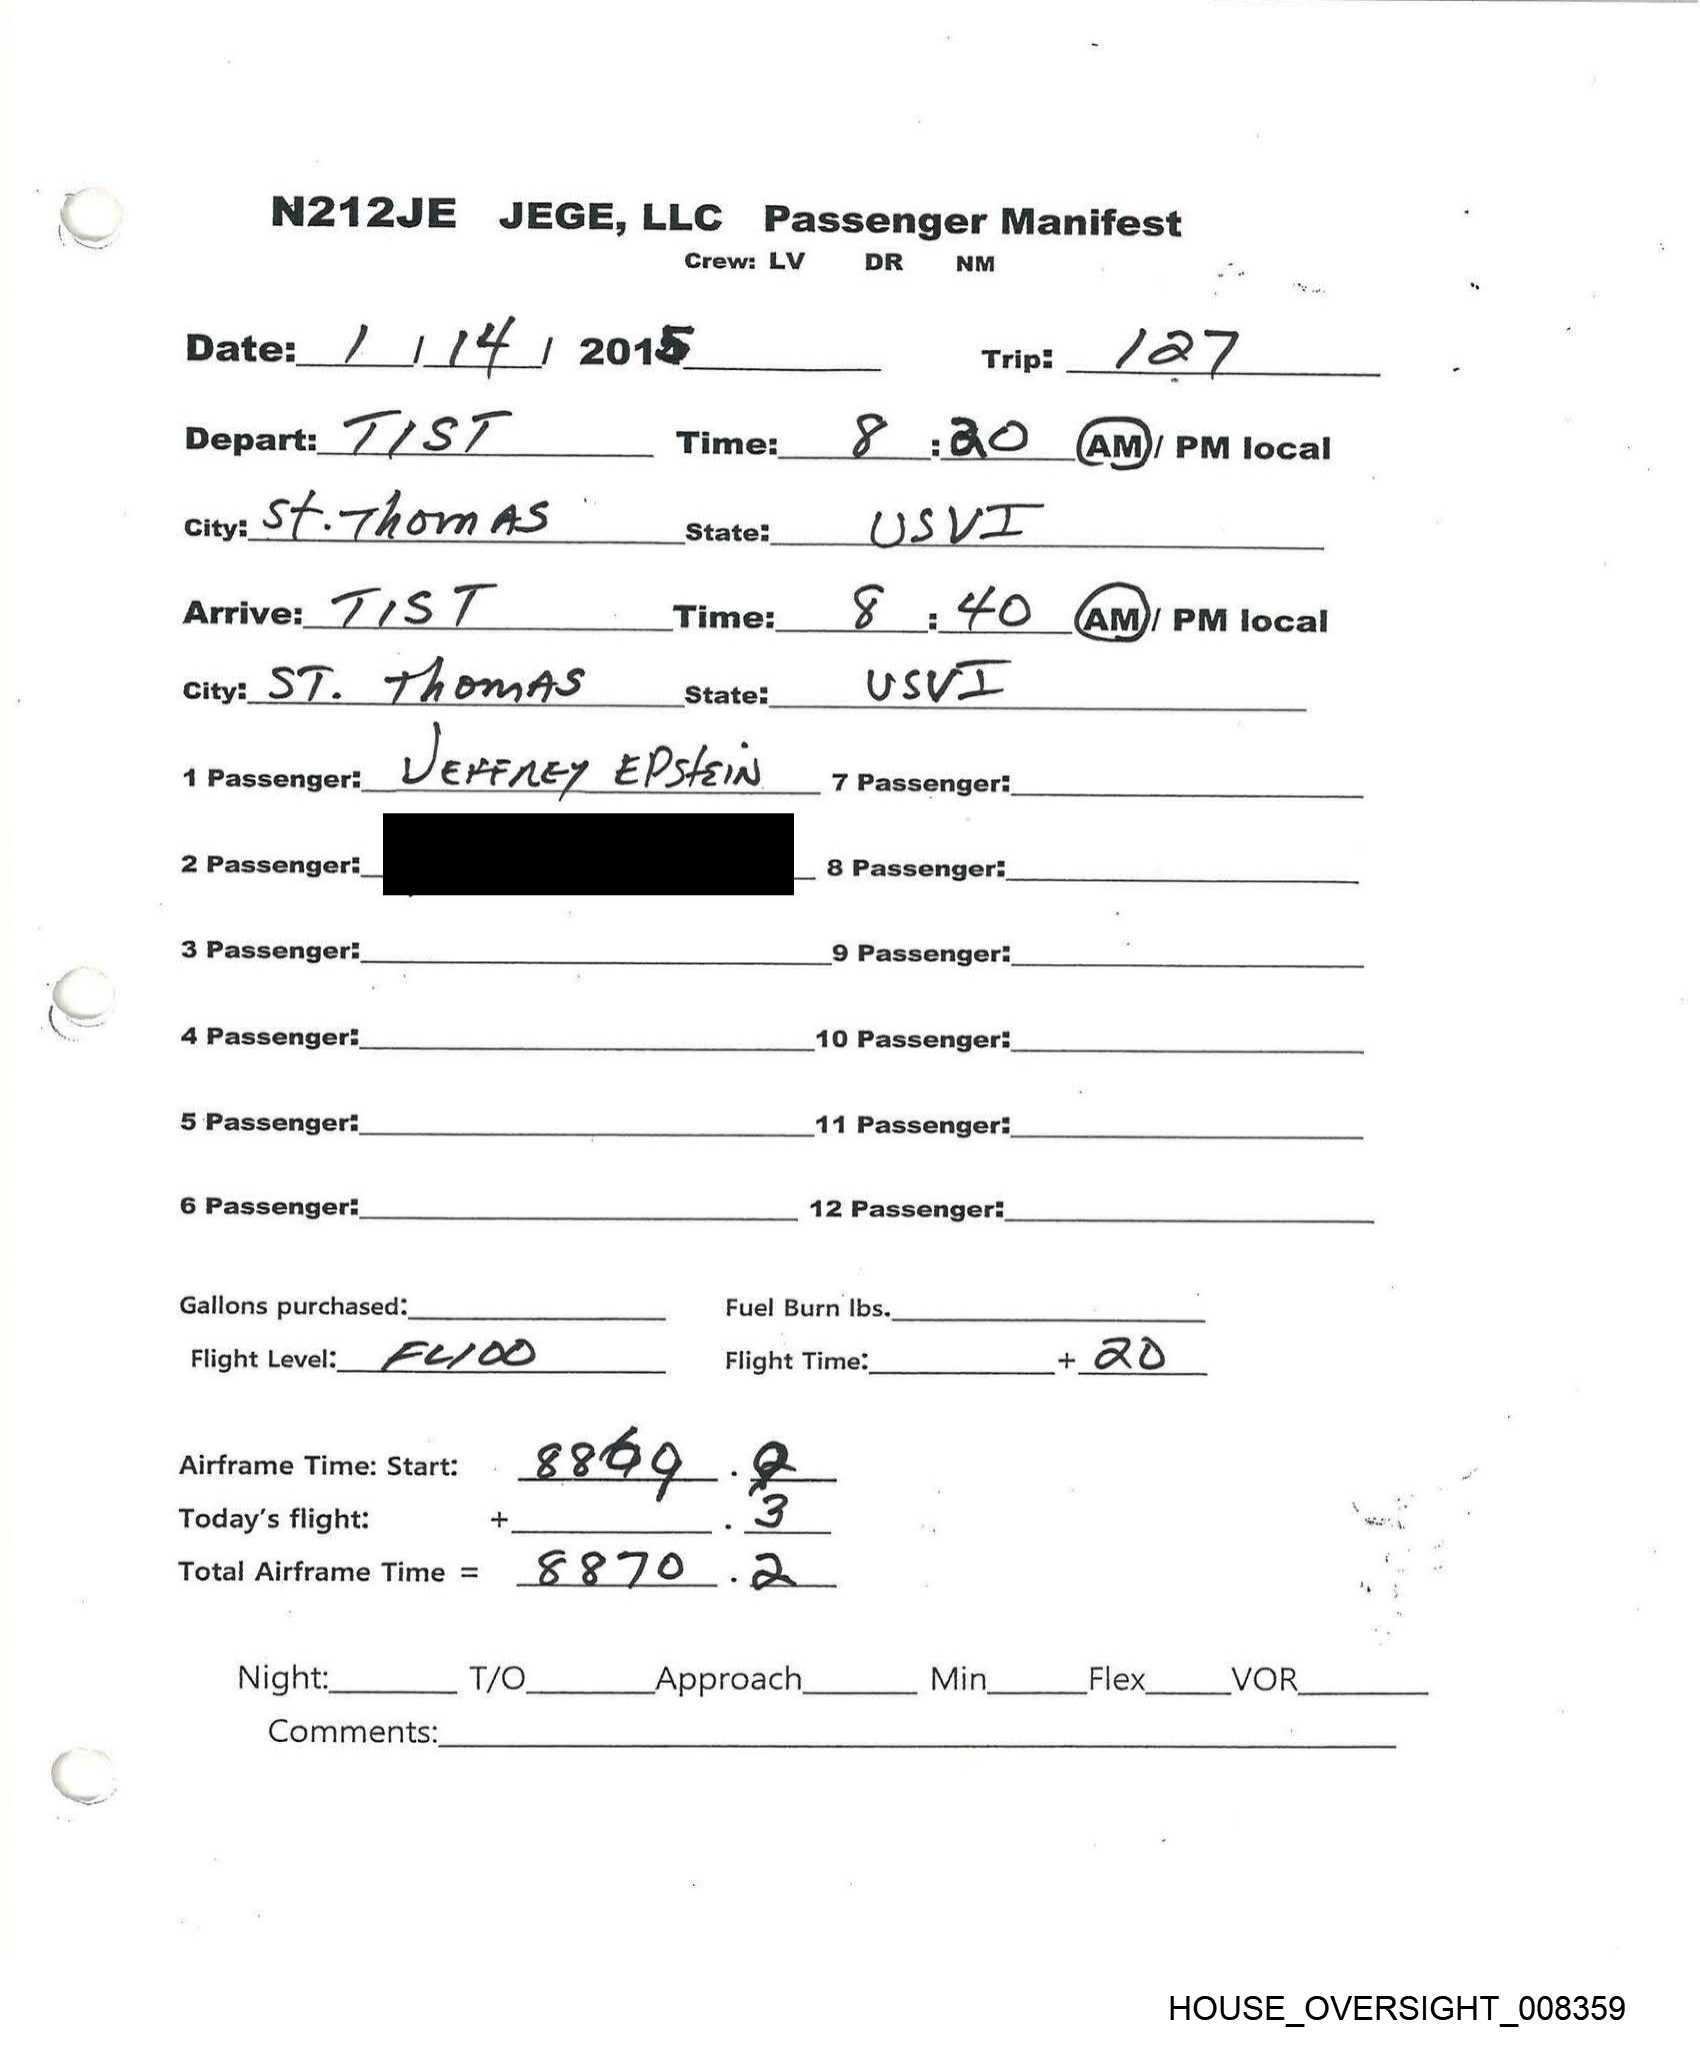 N212JE JEGE, LLC Passenger Manifest
Crew: LV DR NM
Date: 1 / 14 / 2015 Trip: 127
Depart: TIST Time: 8 : 20 AM / PM local
City: St. Thomas State: USVI
Arrive: TIST Time: 8 : 40 AM / PM local
City: ST. Thomas State: USVI
1 Passenger: JEFFREY EPStEIN 7 Passenger:
2 Passenger: 8 Passenger:
3 Passenger: 9 Passenger:
4 Passenger: 10 Passenger:
5 Passenger: 11 Passenger:
6 Passenger: 12 Passenger:
Gallons purchased: Fuel Burn lbs.
Flight Level: FL100 Flight Time: + 20
Airframe Time: Start: 8869 .
Today's flight: + . 3
Total Airframe Time = 8870 . 2
Night: T/O Approach Min Flex VOR
Comments:
HOUSE_OVERSIGHT_008359